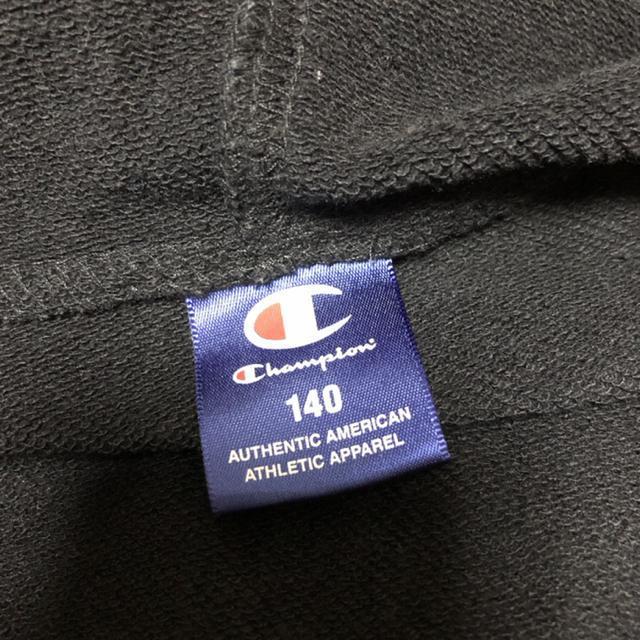 Champion
140
AUTHENTIC AMERICAN
ATHLETIC APPAREL